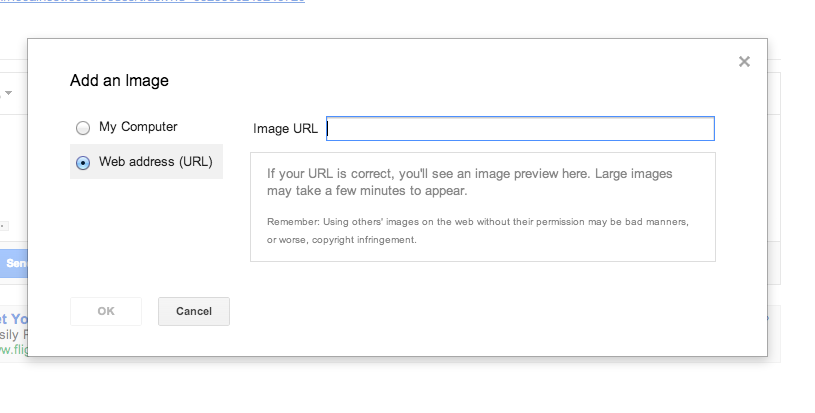 Add an Image
My Computer
Image URL
Web address (URL)
If your URL is correct, you'll see an image preview here. Large images
may take a few minutes to appear.
Remember: Using others' images on the web without their permission may be bad manners,
or worse, copyright infringement.
OK
Cancel